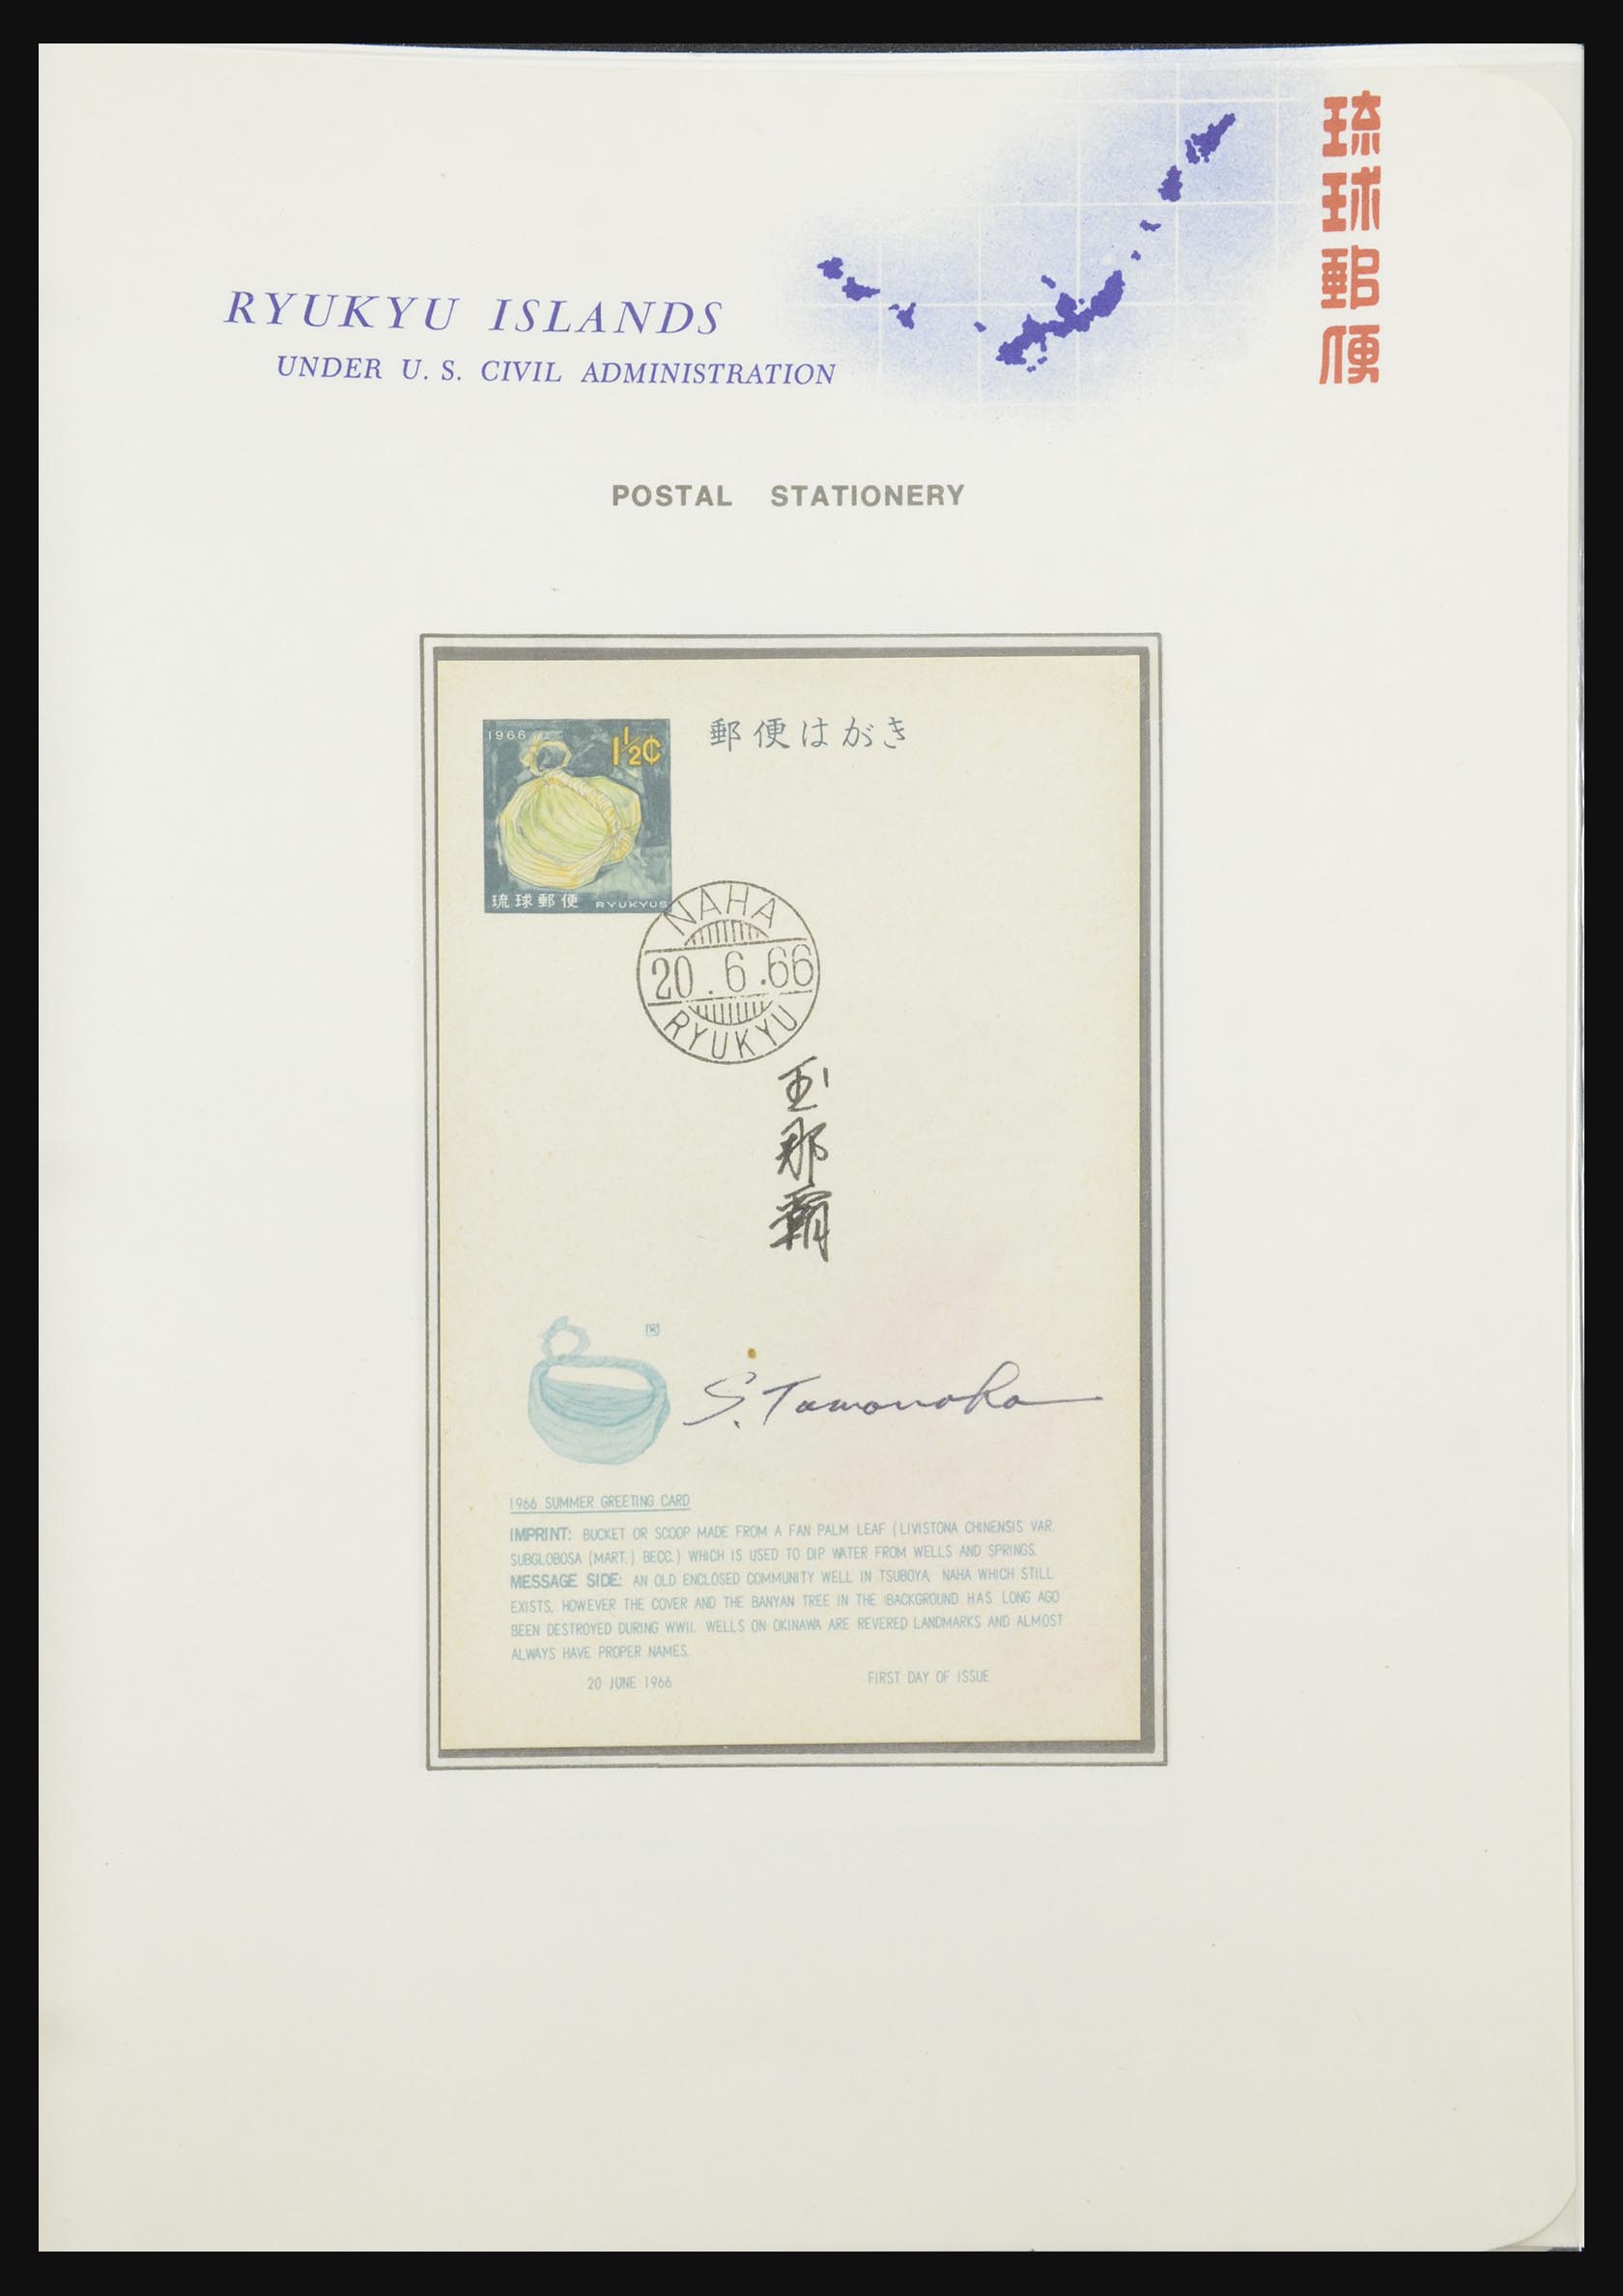 琉球郵便
RYUKYU ISLANDS
UNDER U. S. CIVIL ADMINISTRATION
POSTAL STATIONERY
1966
1½¢
琉球郵便 RYUKYUS
郵便はがき
NAHA
20.6.66
RYUKYU
玉那覇
S. Tamanaha
1966 SUMMER GREETING CARD
IMPRINT: BUCKET OR SCOOP MADE FROM A FAN PALM LEAF (LIVISTONA CHINENSIS VAR.
SUBGLOBOSA (MART.) BECC.) WHICH IS USED TO DIP WATER FROM WELLS AND SPRINGS.
MESSAGE SIDE: AN OLD ENCLOSED COMMUNITY WELL IN TSUBOYA, NAHA WHICH STILL
EXISTS, HOWEVER THE COVER AND THE BANYAN TREE IN THE BACKGROUND HAS LONG AGO
BEEN DESTROYED DURING WWII. WELLS ON OKINAWA ARE REVERED LANDMARKS AND ALMOST
ALWAYS HAVE PROPER NAMES.
20 JUNE 1966 FIRST DAY OF ISSUE